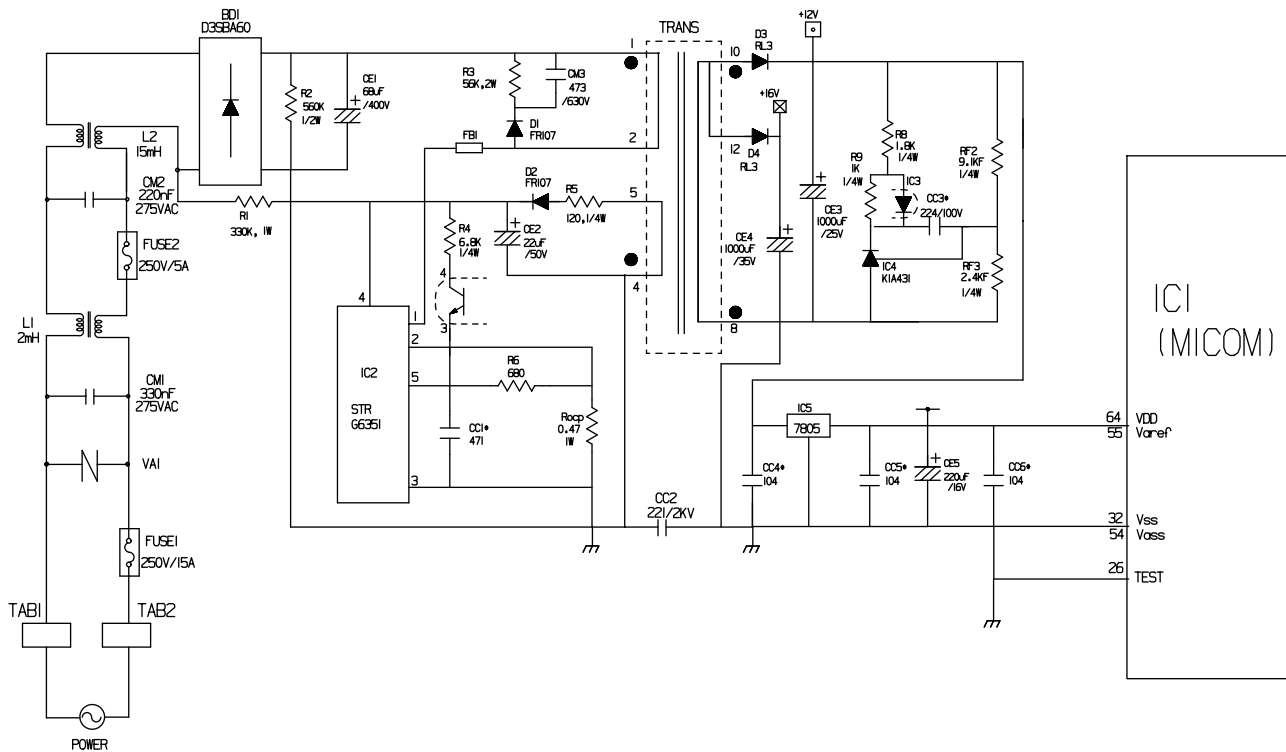 BD1
D3SBA60
TRANS
+12V
D3
RL3
1
10
R3
56K,2W
CM3
473
/630V
CE1
68uF
/400V
+
R2
560K
1/2W
+16V
D1
FR107
L2
15mH
FB1
2
12
D4
RL3
R8
1.8K
1/4W
RF2
9.1KF
1/4W
R9
1K
1/4W
IC3
CM2
220nF
275VAC
D2
FR107
R5
120,1/4W
5
CC3*
224/100V
R1
330K, 1W
+
CE3
1000uF
/25V
R4
6.8K
1/4W
+
CE2
22uF
/50V
+
CE4
1000uF
/35V
FUSE2
250V/5A
IC4
KIA431
RF3
2.4KF
1/4W
4
4
4
3
1
2
8
L1
2mH
IC1
(MICOM)
IC2
STR
G6351
5
R6
680
CM1
330nF
275VAC
Rocp
0.47
1W
CC1*
471
3
IC5
7805
64
VDD
55
Varef
VA1
CC4*
104
CC5*
104
+
CE5
220uF
/16V
CC6*
104
CC2
221/2KV
32
Vss
54
Vass
FUSE1
250V/15A
26
TEST
TAB1
TAB2
POWER